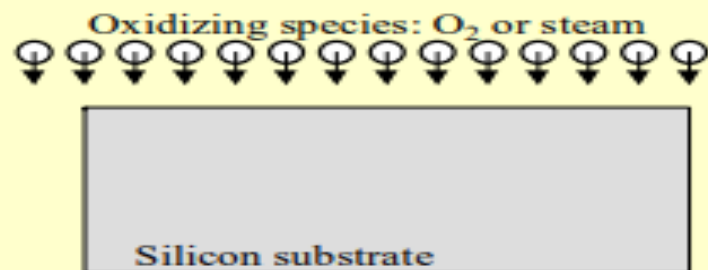 Oxidizing species: O₂ or steam
Silicon substrate